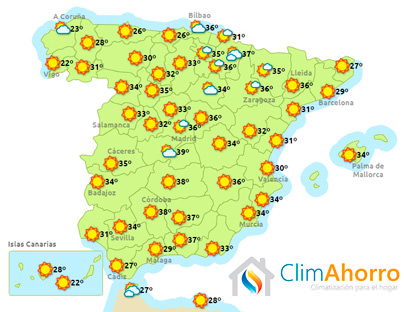 Bilbao
A Coruña
23º
26º
26º
36º
31º
28º
37º
22º
Vigo
31º
30º
33º
36º
35º
Lleida
27º
32º
34º
35º
34º
36º
36º
29º
Zaragoza
Barcelona
33º
33º
36º
31º
Salamanca
32º
35º
Madrid
32º
31º
34º
39º
34º
Palma de
Mallorca
Cáceres
35º
30º
Valencia
34º
Badajoz
38º
36º
34º
Córdoba
38º
37º
34º
Murcia
31º
34º
Sevilla
37º
Islas Canarias
29º
Málaga
33º
28º
22º
27º
Cádiz
27º
28º
ClimAhorro
Climatización para el hogar